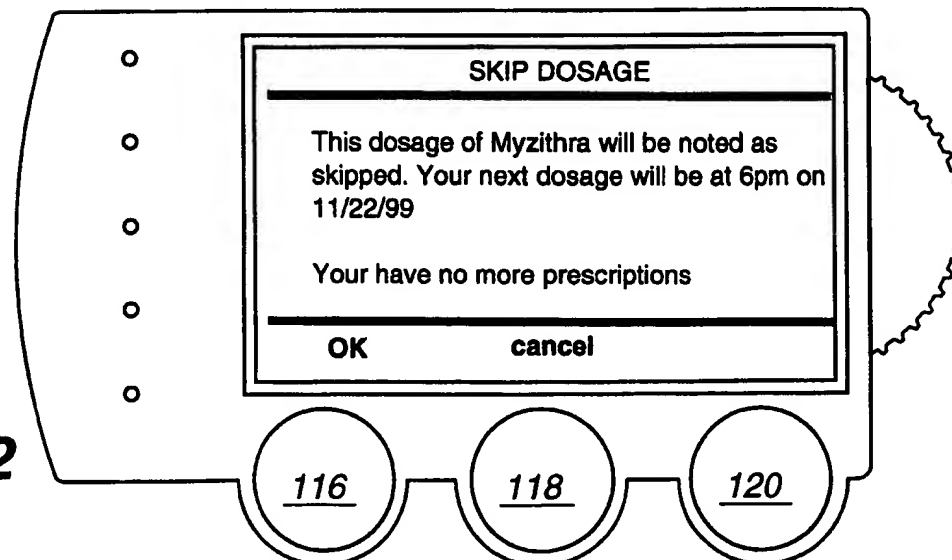 SKIP DOSAGE
This dosage of Myzithra will be noted as
skipped. Your next dosage will be at 6pm on
11/22/99
Your have no more prescriptions
OK cancel
2
116 118 120